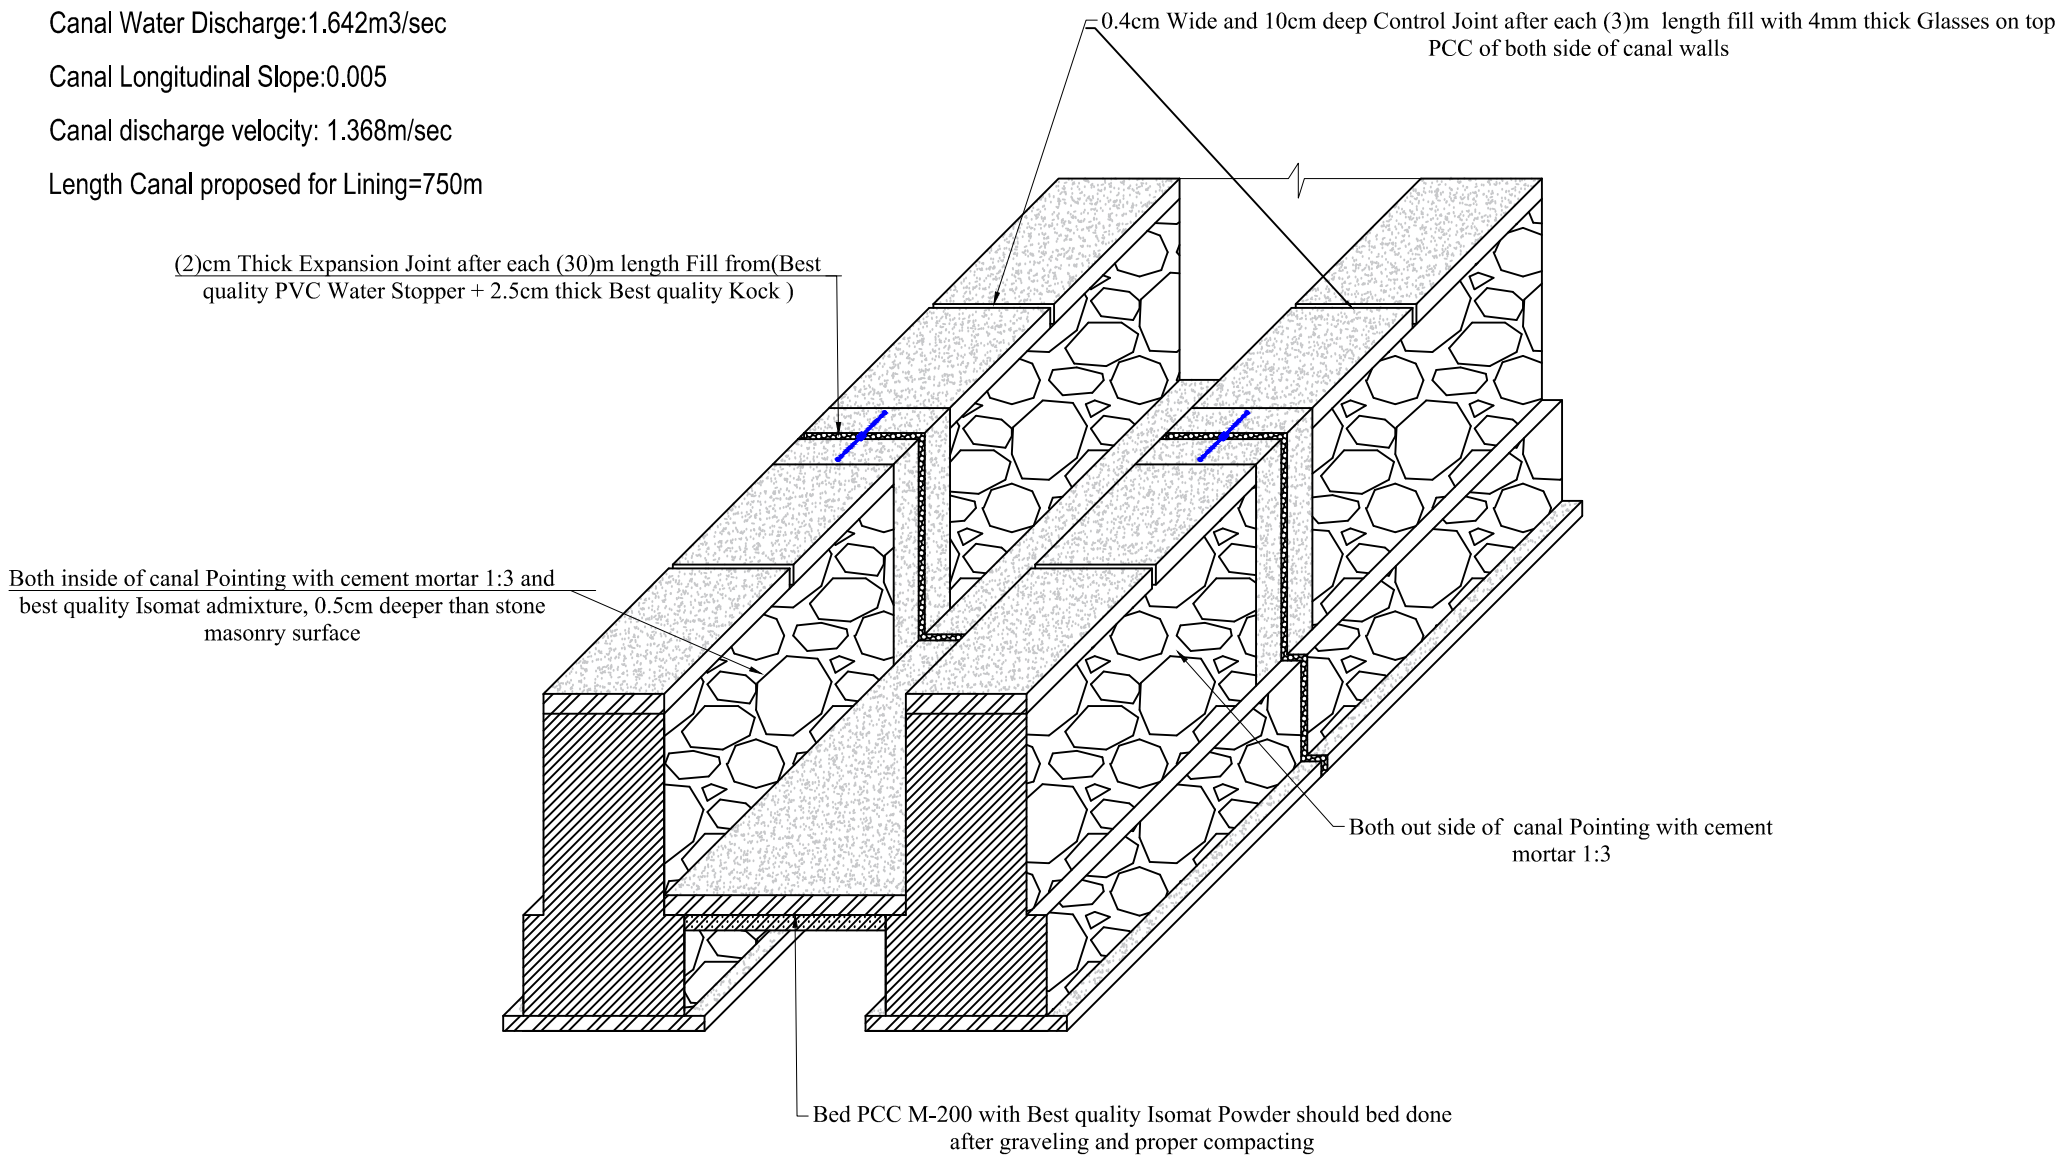 Canal Water Discharge:1.642m3/sec
Canal Longitudinal Slope:0.005
Canal discharge velocity: 1.368m/sec
Length Canal proposed for Lining=750m
0.4cm Wide and 10cm deep Control Joint after each (3)m length fill with 4mm thick Glasses on top
PCC of both side of canal walls
(2)cm Thick Expansion Joint after each (30)m length Fill from(Best
quality PVC Water Stopper + 2.5cm thick Best quality Kock )
Both inside of canal Pointing with cement mortar 1:3 and
best quality Isomat admixture, 0.5cm deeper than stone
masonry surface
Both out side of canal Pointing with cement
mortar 1:3
Bed PCC M-200 with Best quality Isomat Powder should bed done
after graveling and proper compacting